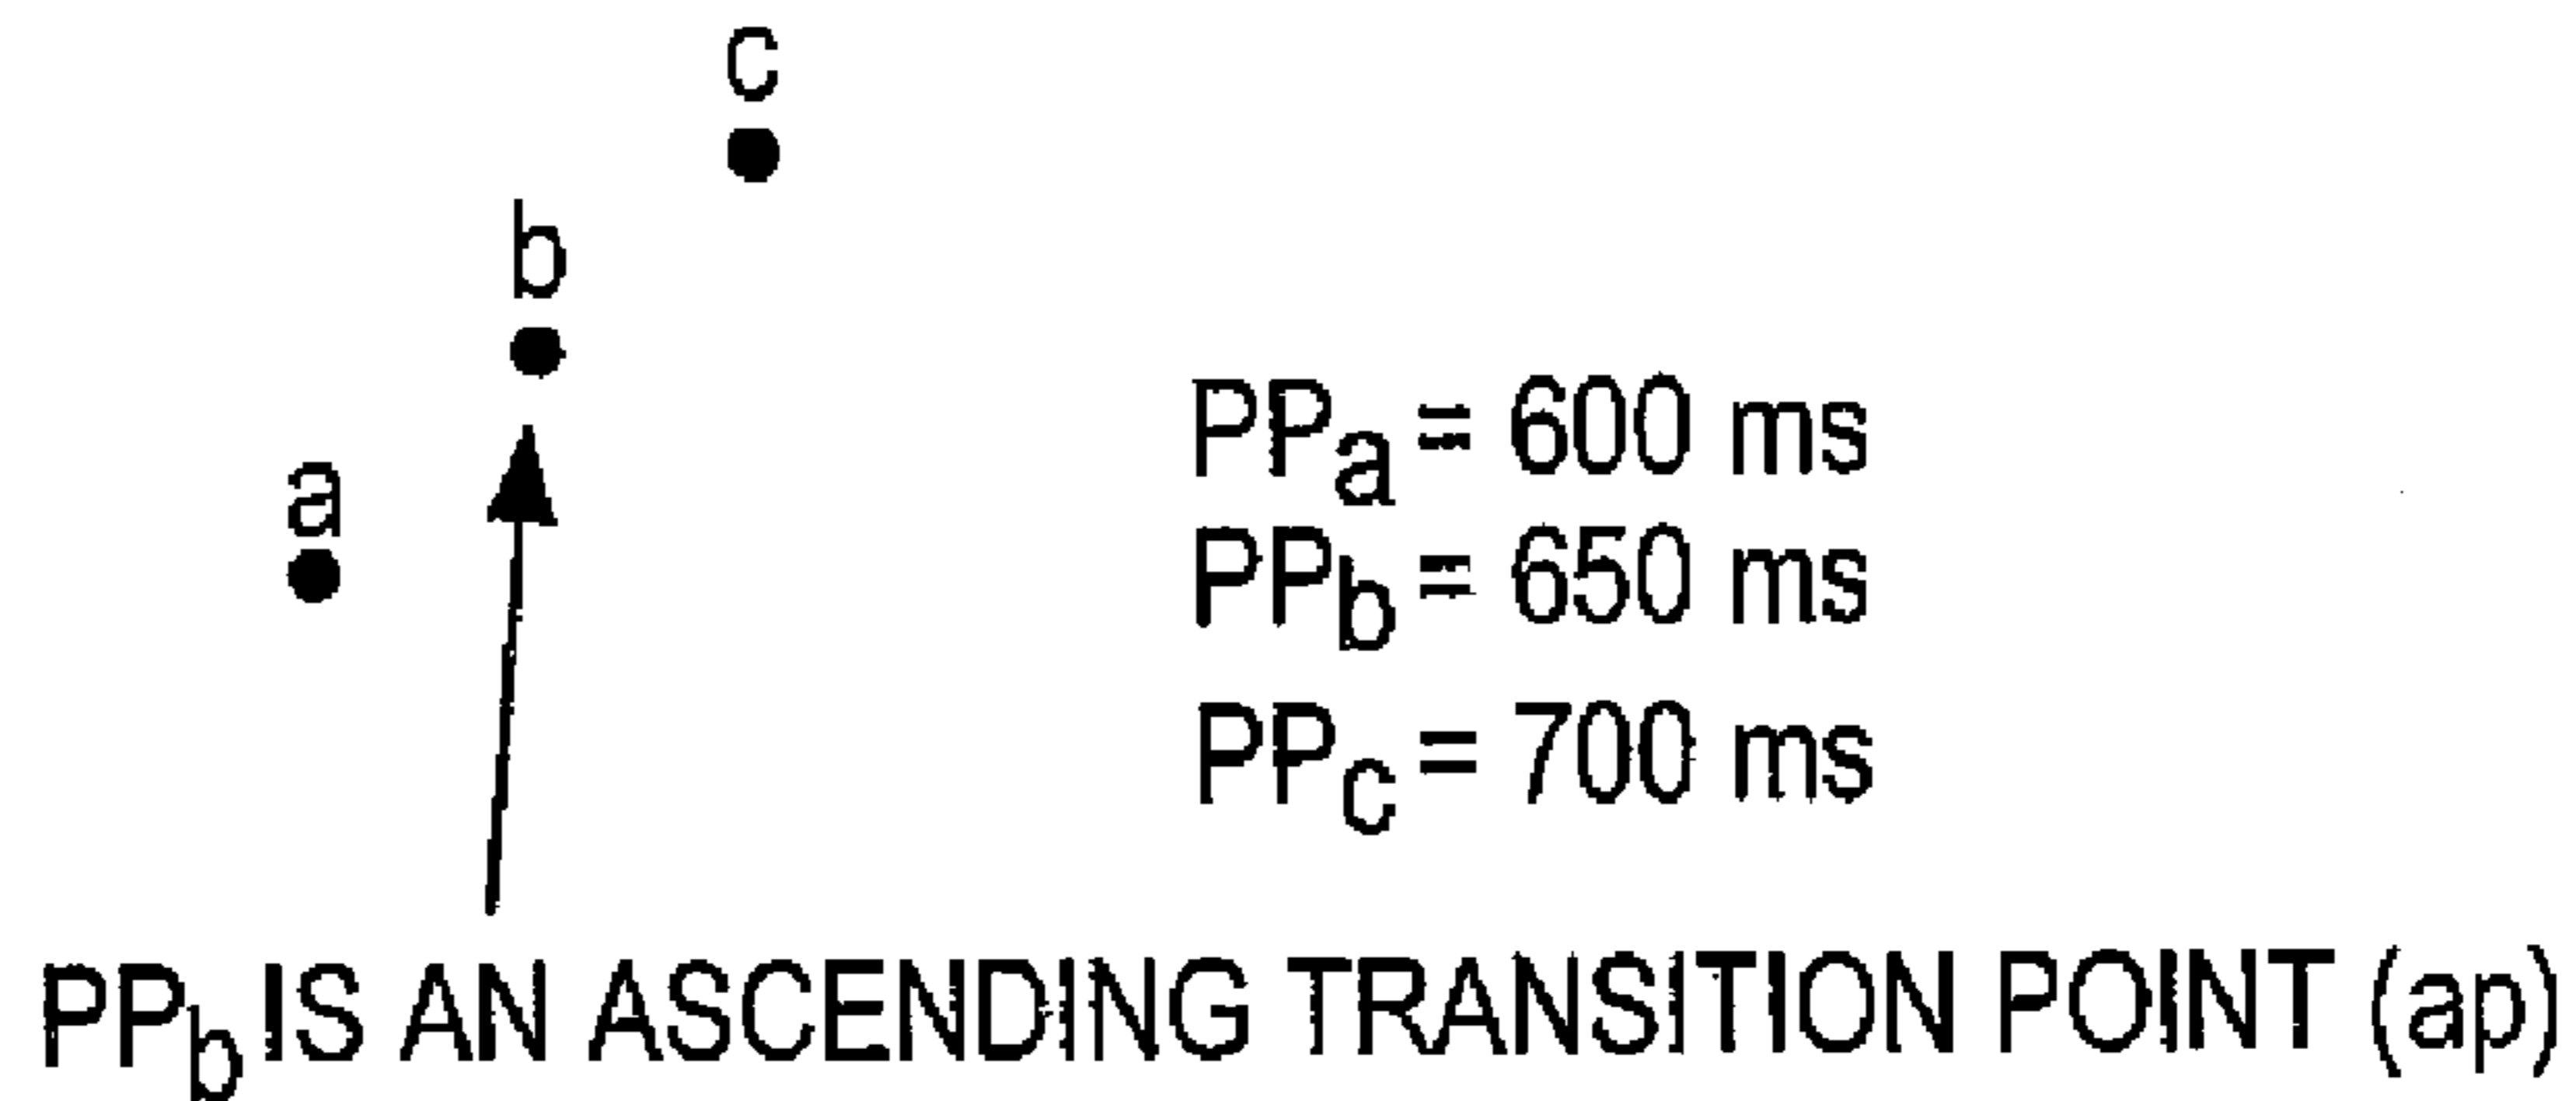 c
b
a
PPa = 600 ms
PPb = 650 ms
PPc = 700 ms
PPb IS AN ASCENDING TRANSITION POINT (ap)